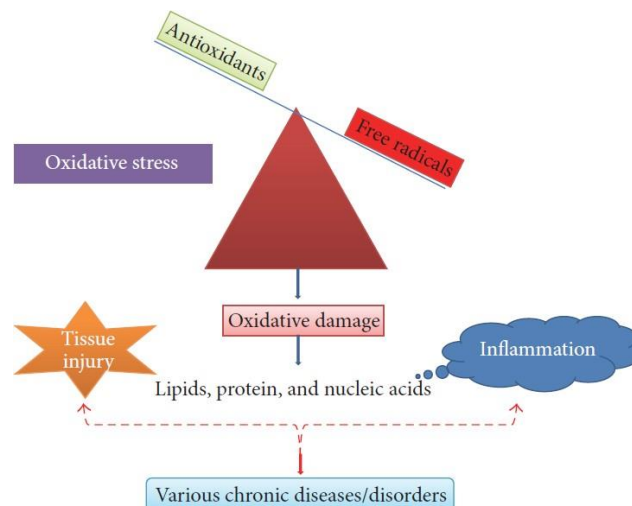 Antioxidants
Free radicals
Oxidative stress
Oxidative damage
Tissue
injury
Inflammation
Lipids, protein, and nucleic acids
Various chronic diseases/disorders